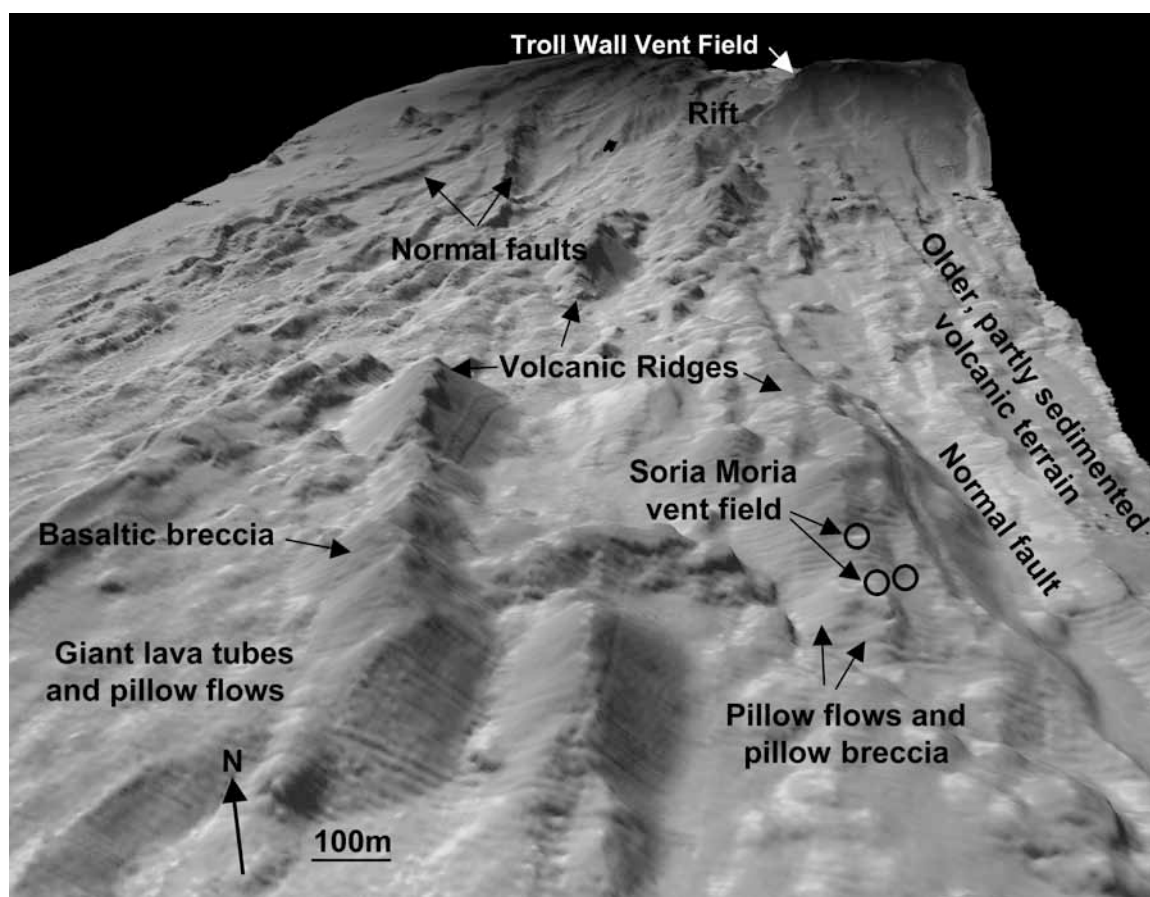 Troll Wall Vent Field
Rift
Normal faults
Older, partly sedimented
volcanic terrain
Volcanic Ridges
Soria Moria
vent field
Normal fault
Basaltic breccia
Giant lava tubes
and pillow flows
Pillow flows and
pillow breccia
N
100m